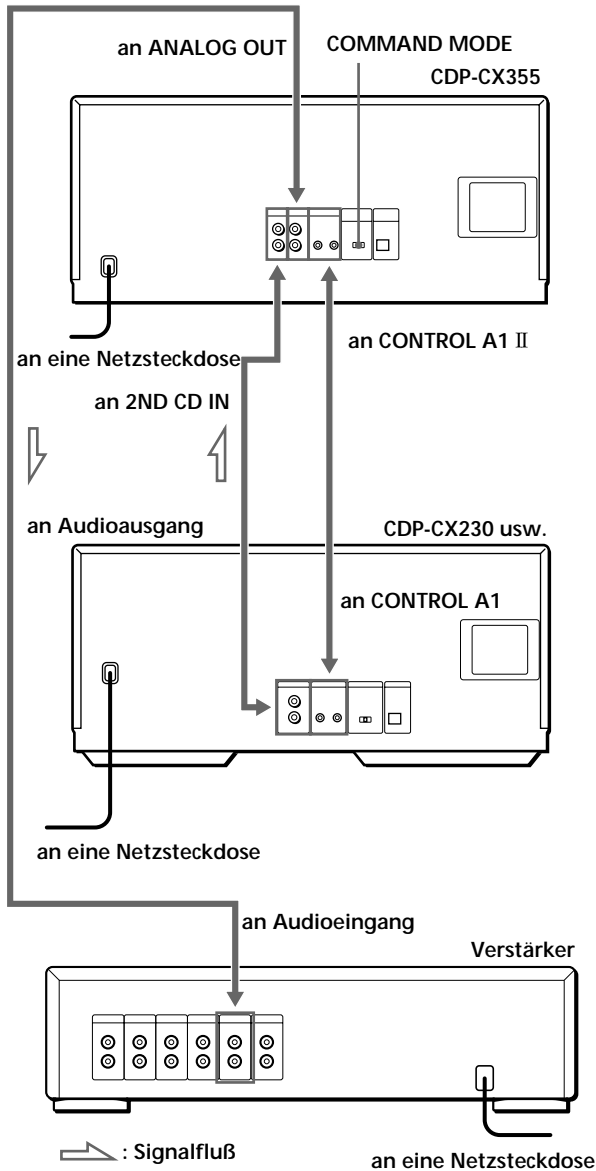 an ANALOG OUT
COMMAND MODE
CDP-CX355
an eine Netzsteckdose
an CONTROL A1 II
an 2ND CD IN
an Audioausgang
CDP-CX230 usw.
an CONTROL A1
an eine Netzsteckdose
an Audioeingang
Verstärker
: Signalfluß
an eine Netzsteckdose